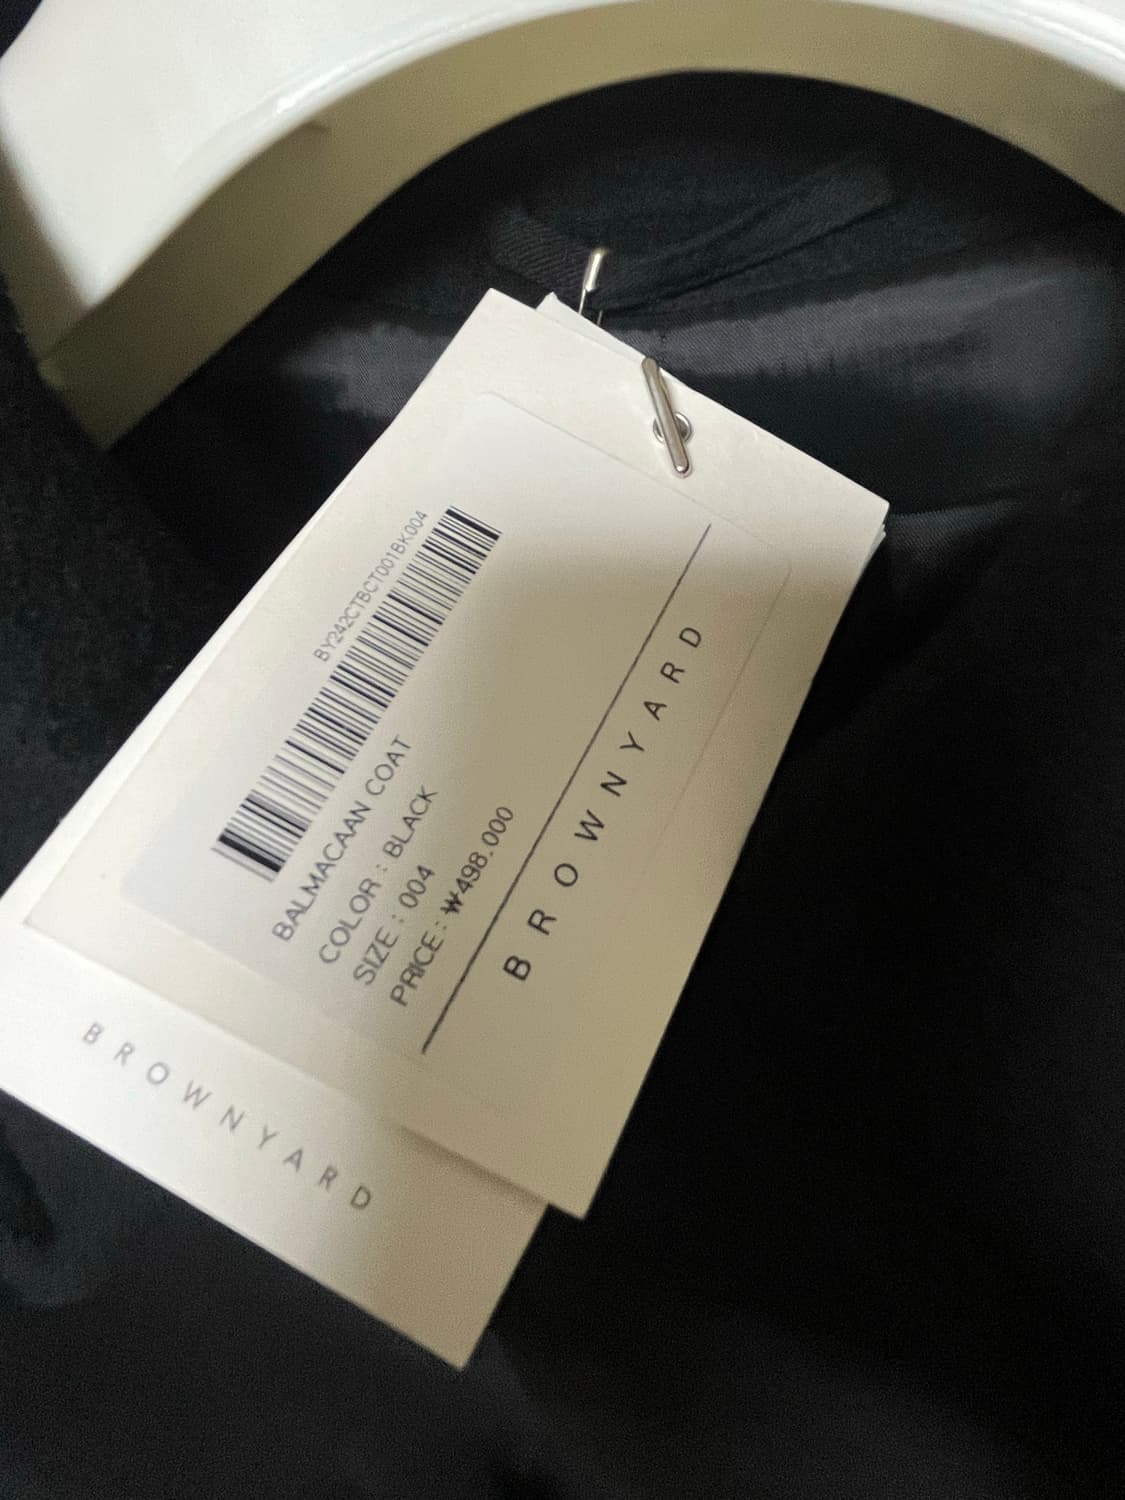 BY242CTBCT001BK004
BALMACAAN COAT
COLOR : BLACK
SIZE : 004
PRICE : ₩498.000
BROWNYARD
BROWNYARD